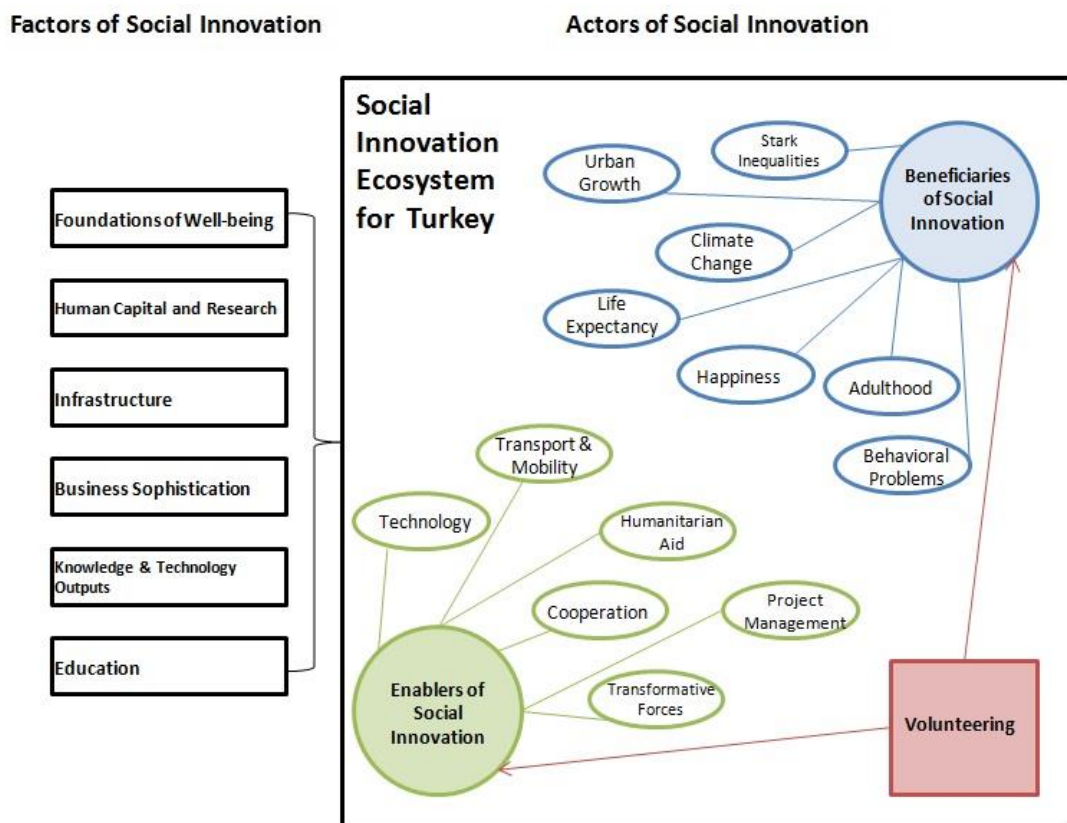 Factors of Social Innovation
Actors of Social Innovation
Foundations of Well-being
Human Capital and Research
Infrastructure
Business Sophistication
Knowledge & Technology
Outputs
Education
Social
Innovation
Ecosystem
for Turkey
Stark
Inequalities
Urban
Growth
Beneficiaries
of Social
Innovation
Climate
Change
Life
Expectancy
Happiness
Adulthood
Behavioral
Problems
Transport &
Mobility
Technology
Humanitarian
Aid
Cooperation
Project
Management
Transformative
Forces
Enablers of
Social
Innovation
Volunteering